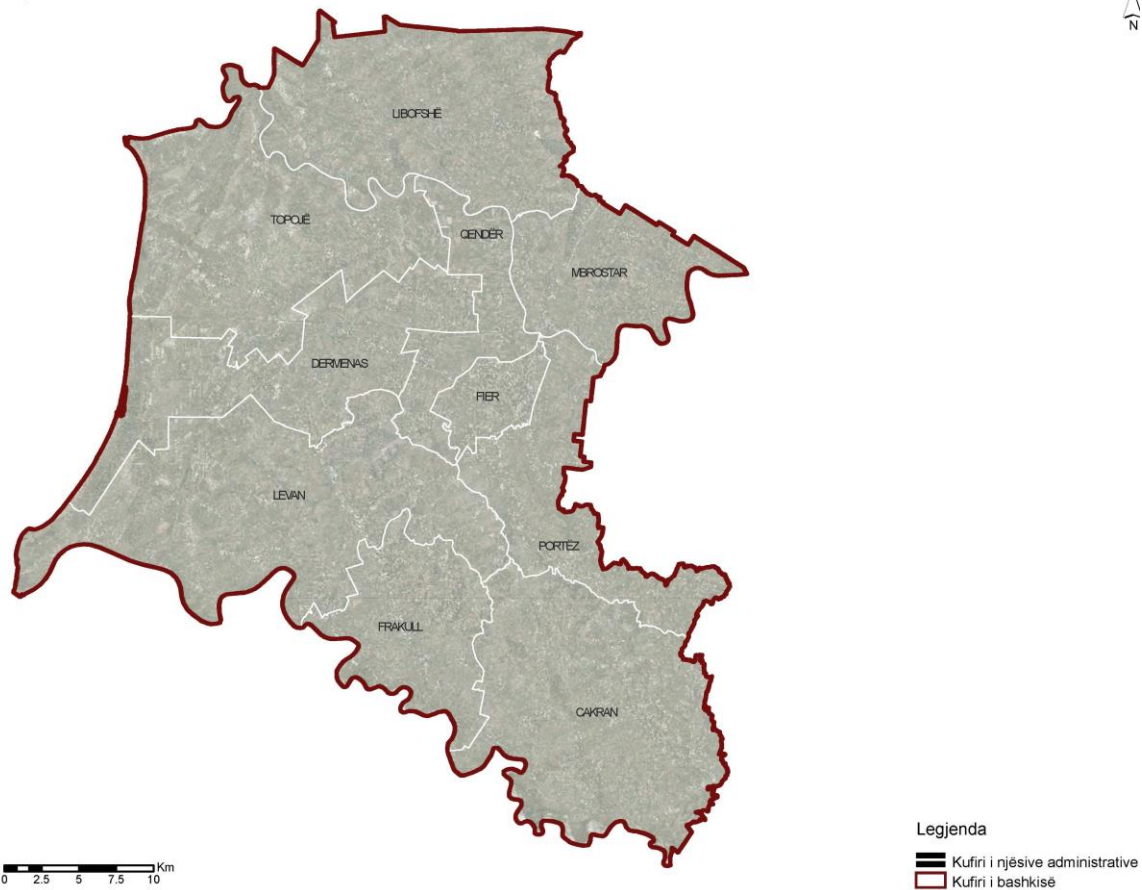 N
LIBOFSHË
TOPOJË
QENDËR
MBROSTAR
DERMENAS
FIER
LEVAN
PORTËZ
FRAKULL
CAKRAN
Legjenda
Kufiri i njësive administrative
Kufiri i bashkisë
Km
0 2.5 5 7.5 10